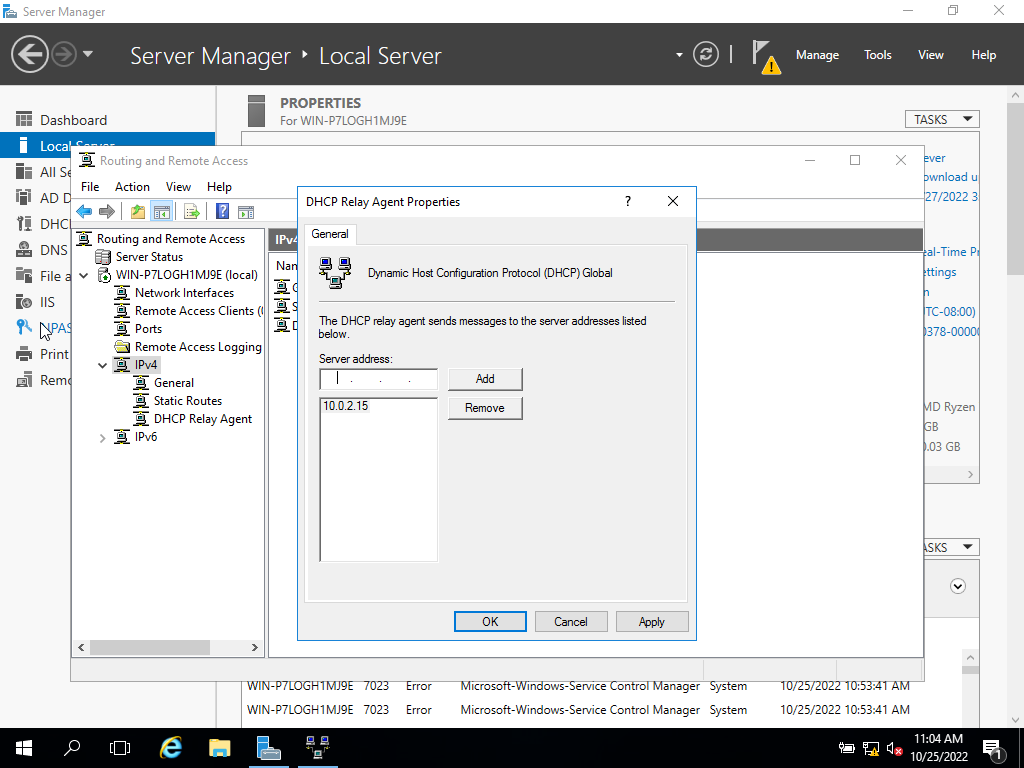 Server Manager
Server Manager ‣ Local Server
Manage Tools View Help
Dashboard
Local Server
All Se
AD D
DHCP
DNS
File a
IIS
NPAS
Print
Remo
PROPERTIES
For WIN-P7LOGH1MJ9E
TASKS
ever
ownload u
27/2022 3
eal-Time Pr
ettings
n
UTC-08:00)
0378-00000
MD Ryzen
GB
0.03 GB
ASKS
Routing and Remote Access
File Action View Help
Routing and Remote Access
Server Status
WIN-P7LOGH1MJ9E (local)
Network Interfaces
Remote Access Clients (
Ports
Remote Access Logging
IPv4
General
Static Routes
DHCP Relay Agent
IPv6
IPv4
Nam
G
S
D
DHCP Relay Agent Properties ?
General
Dynamic Host Configuration Protocol (DHCP) Global
The DHCP relay agent sends messages to the server addresses listed
below.
Server address:
. . .
Add
10.0.2.15
Remove
OK Cancel Apply
WIN-P7LOGH1MJ9E 7023 Error Microsoft-Windows-Service Control Manager System 10/25/2022 10:53:41 AM
WIN-P7LOGH1MJ9E 7023 Error Microsoft-Windows-Service Control Manager System 10/25/2022 10:53:41 AM
11:04 AM
10/25/2022
1